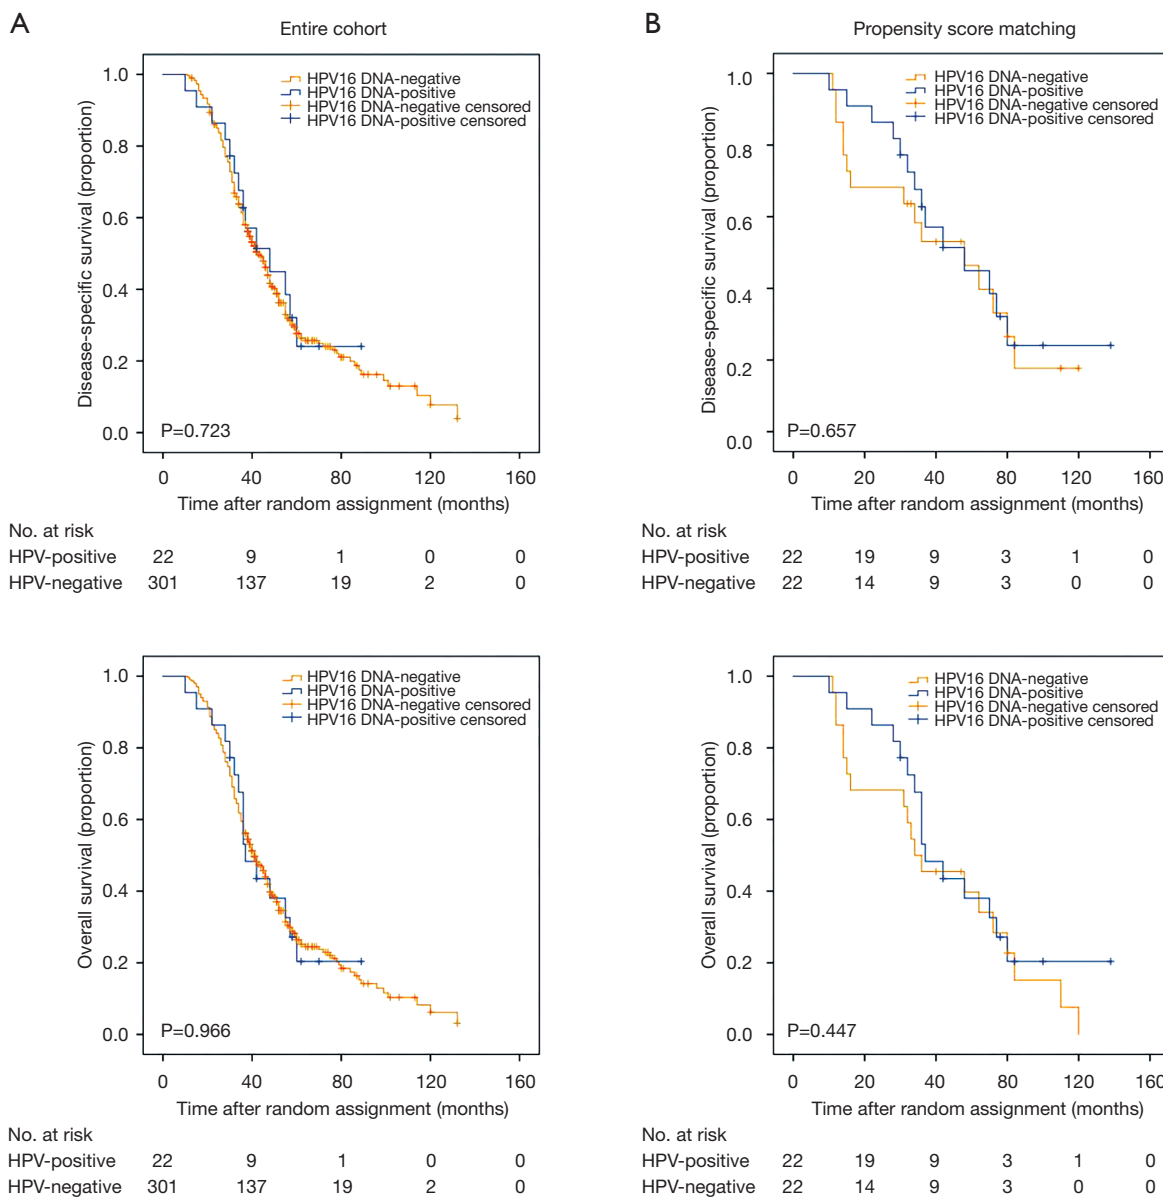 A
Entire cohort
1.0
0.8
0.6
0.4
0.2
0.0
Disease-specific survival (proportion)
HPV16 DNA-negative
HPV16 DNA-positive
HPV16 DNA-negative censored
HPV16 DNA-positive censored
P=0.723
0 40 80 120 160
Time after random assignment (months)
No. at risk
HPV-positive 22 9 1 0 0
HPV-negative 301 137 19 2 0
B
Propensity score matching
1.0
0.8
0.6
0.4
0.2
0.0
Disease-specific survival (proportion)
HPV16 DNA-negative
HPV16 DNA-positive
HPV16 DNA-negative censored
HPV16 DNA-positive censored
P=0.657
0 20 40 80 120 160
Time after random assignment (months)
No. at risk
HPV-positive 22 19 9 3 1 0
HPV-negative 22 14 9 3 0 0
1.0
0.8
0.6
0.4
0.2
0.0
Overall survival (proportion)
HPV16 DNA-negative
HPV16 DNA-positive
HPV16 DNA-negative censored
HPV16 DNA-positive censored
P=0.966
0 40 80 120 160
Time after random assignment (months)
No. at risk
HPV-positive 22 9 1 0 0
HPV-negative 301 137 19 2 0
1.0
0.8
0.6
0.4
0.2
0.0
Overall survival (proportion)
HPV16 DNA-negative
HPV16 DNA-positive
HPV16 DNA-negative censored
HPV16 DNA-positive censored
P=0.447
0 20 40 80 120 160
Time after random assignment (months)
No. at risk
HPV-positive 22 19 9 3 1 0
HPV-negative 22 14 9 3 0 0